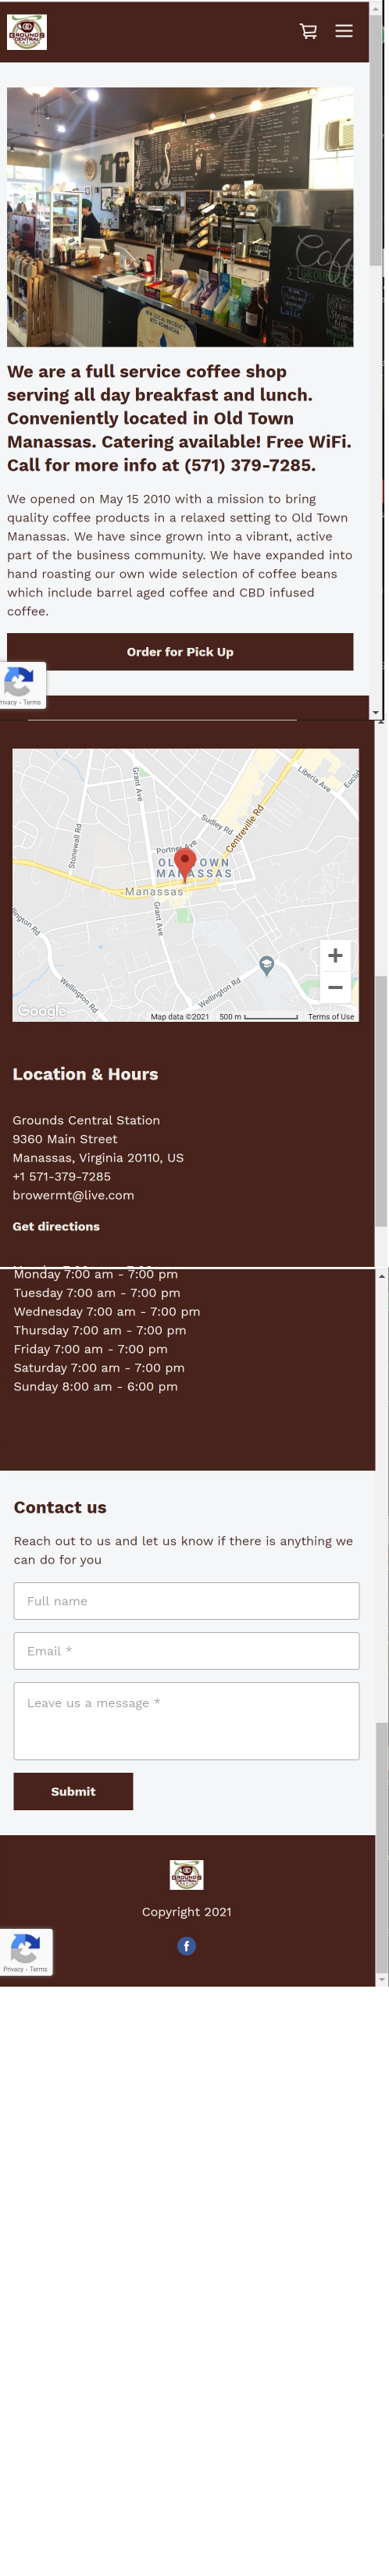 GROUNDS
CENTRAL
STATION
Coffee
GROUNDS
Latte
NEW LOCAL PRODUCT
We are a full service coffee shop
serving all day breakfast and lunch.
Conveniently located in Old Town
Manassas. Catering available! Free WiFi.
Call for more info at (571) 379-7285.
We opened on May 15 2010 with a mission to bring
quality coffee products in a relaxed setting to Old Town
Manassas. We have since grown into a vibrant, active
part of the business community. We have expanded into
hand roasting our own wide selection of coffee beans
which include barrel aged coffee and CBD infused
coffee.
Order for Pick Up
Privacy - Terms
Grant Ave
Liberia Ave
Euclid
Stonewall Rd
Sudley Rd
Centreville Rd
Portner Ave
OLD TOWN
MANASSAS
Manassas
Grant Ave
Wellington Rd
Wellington Rd
Wellington Rd
Google
Map data ©2021 500 m Terms of Use
Location & Hours
Grounds Central Station
9360 Main Street
Manassas, Virginia 20110, US
+1 571-379-7285
browermt@live.com
Get directions
Monday 7:00 am - 7:00 pm
Tuesday 7:00 am - 7:00 pm
Wednesday 7:00 am - 7:00 pm
Thursday 7:00 am - 7:00 pm
Friday 7:00 am - 7:00 pm
Saturday 7:00 am - 7:00 pm
Sunday 8:00 am - 6:00 pm
Contact us
Reach out to us and let us know if there is anything we
can do for you
Full name
Email *
Leave us a message *
Submit
GROUNDS
CENTRAL
STATION
Copyright 2021
Privacy - Terms